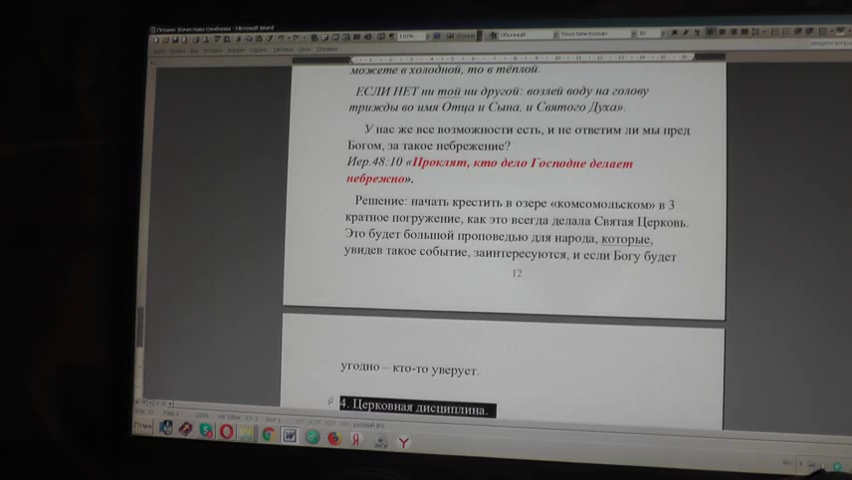 можете в холодной, то в тёплой.
ЕСЛИ НЕТ ни той ни другой: возлей воду на голову
трижды во имя Отца и Сына, и Святого Духа».
У нас же все возможности есть, и не ответим ли мы пред
Богом, за такое небрежение?
Иер.48:10 «Проклят, кто дело Господне делает
небрежно».
Решение: начать крестить в озере «комсомольском» в 3
кратное погружение, как это всегда делала Святая Церковь.
Это будет большой проповедью для народа, которые,
увидев такое событие, заинтересуются, и если Богу будет
12
угодно – кто-то уверует.
4. Церковная дисциплина.